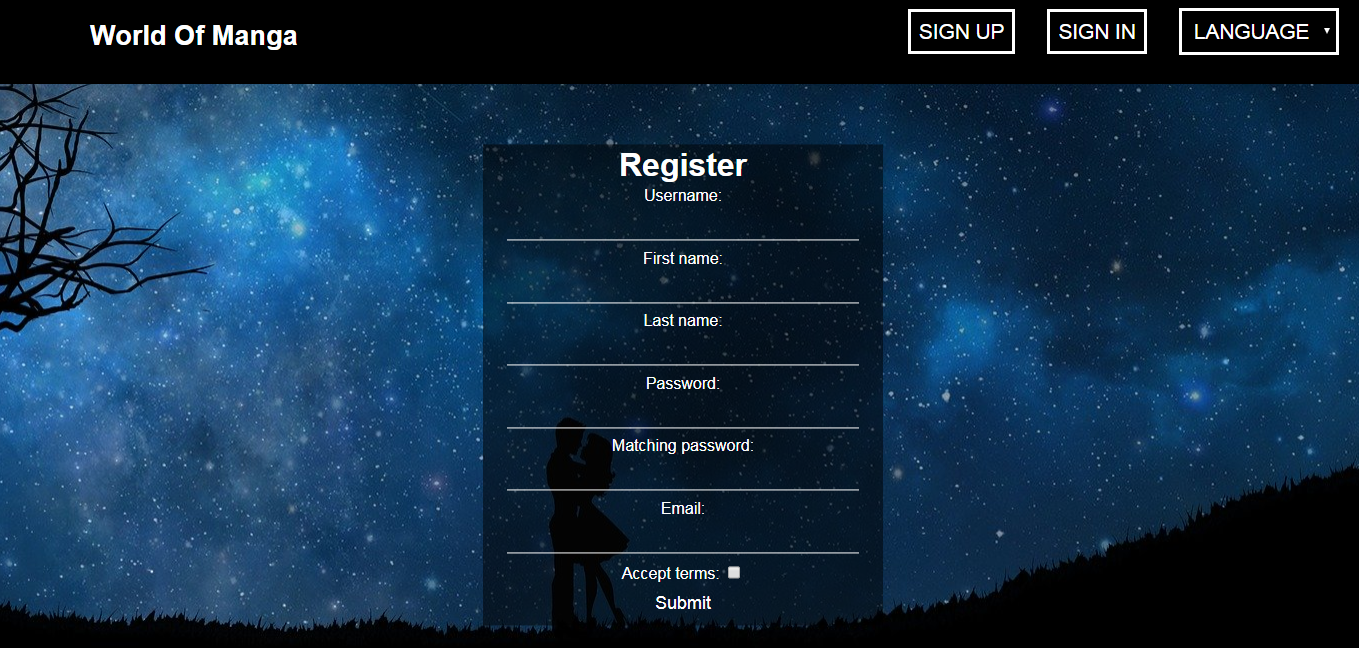 World Of Manga
SIGN UP
SIGN IN
LANGUAGE
Register
Username:
First name:
Last name:
Password:
Matching password:
Email:
Accept terms:
Submit